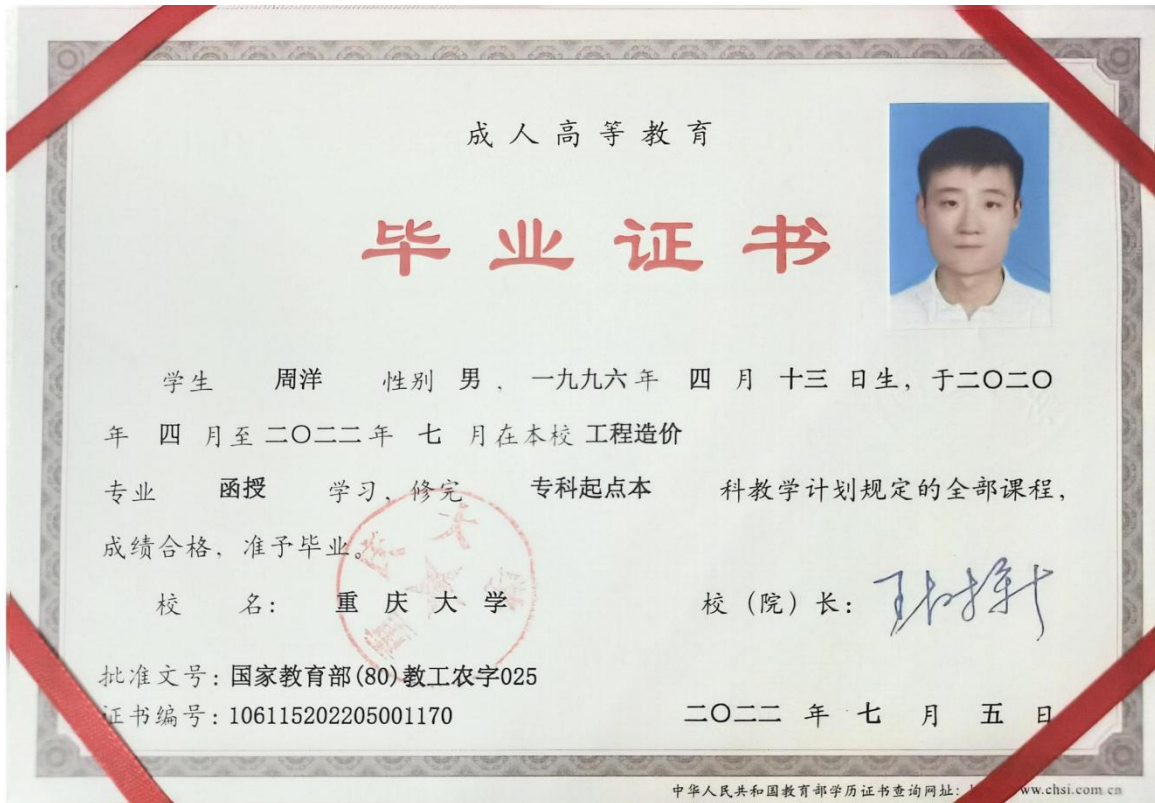 成人高等教育
毕业证书
学生 周洋 性别 男 ，一九九六年 四 月 十三 日生，于二〇二〇
年 四 月至 二〇二二年 七 月在本校 工程造价
专业 函授 学习，修完 专科起点本 科教学计划规定的全部课程，
成绩合格，准予毕业。
校 名： 重庆大学 校（院）长：
重庆大学
批准文号：国家教育部(80)教工农字025
证书编号：106115202205001170 二〇二二 年 七 月 五 日
中华人民共和国教育部学历证书查询网址： ww.chsi.com.cn